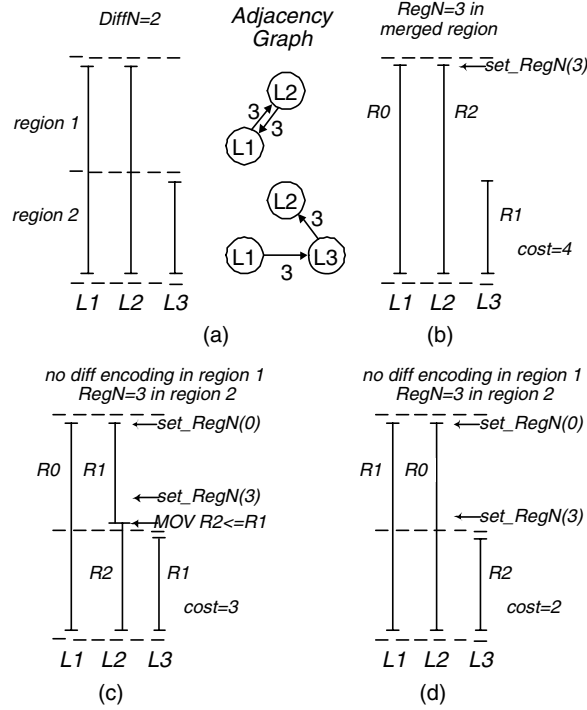 DiffN=2
region 1
region 2
L1 L2 L3
(a)
Adjacency
Graph
L2
3
3
L1
L2
3
L1
L3
3
RegN=3 in
merged region
set_RegN(3)
R0
R2
R1
cost=4
L1 L2 L3
(b)
no diff encoding in region 1
RegN=3 in region 2
set_RegN(0)
R0
R1
set_RegN(3)
MOV R2<=R1
R2
R1
cost=3
L1 L2 L3
(c)
no diff encoding in region 1
RegN=3 in region 2
set_RegN(0)
R1
R0
set_RegN(3)
R2
cost=2
L1 L2 L3
(d)